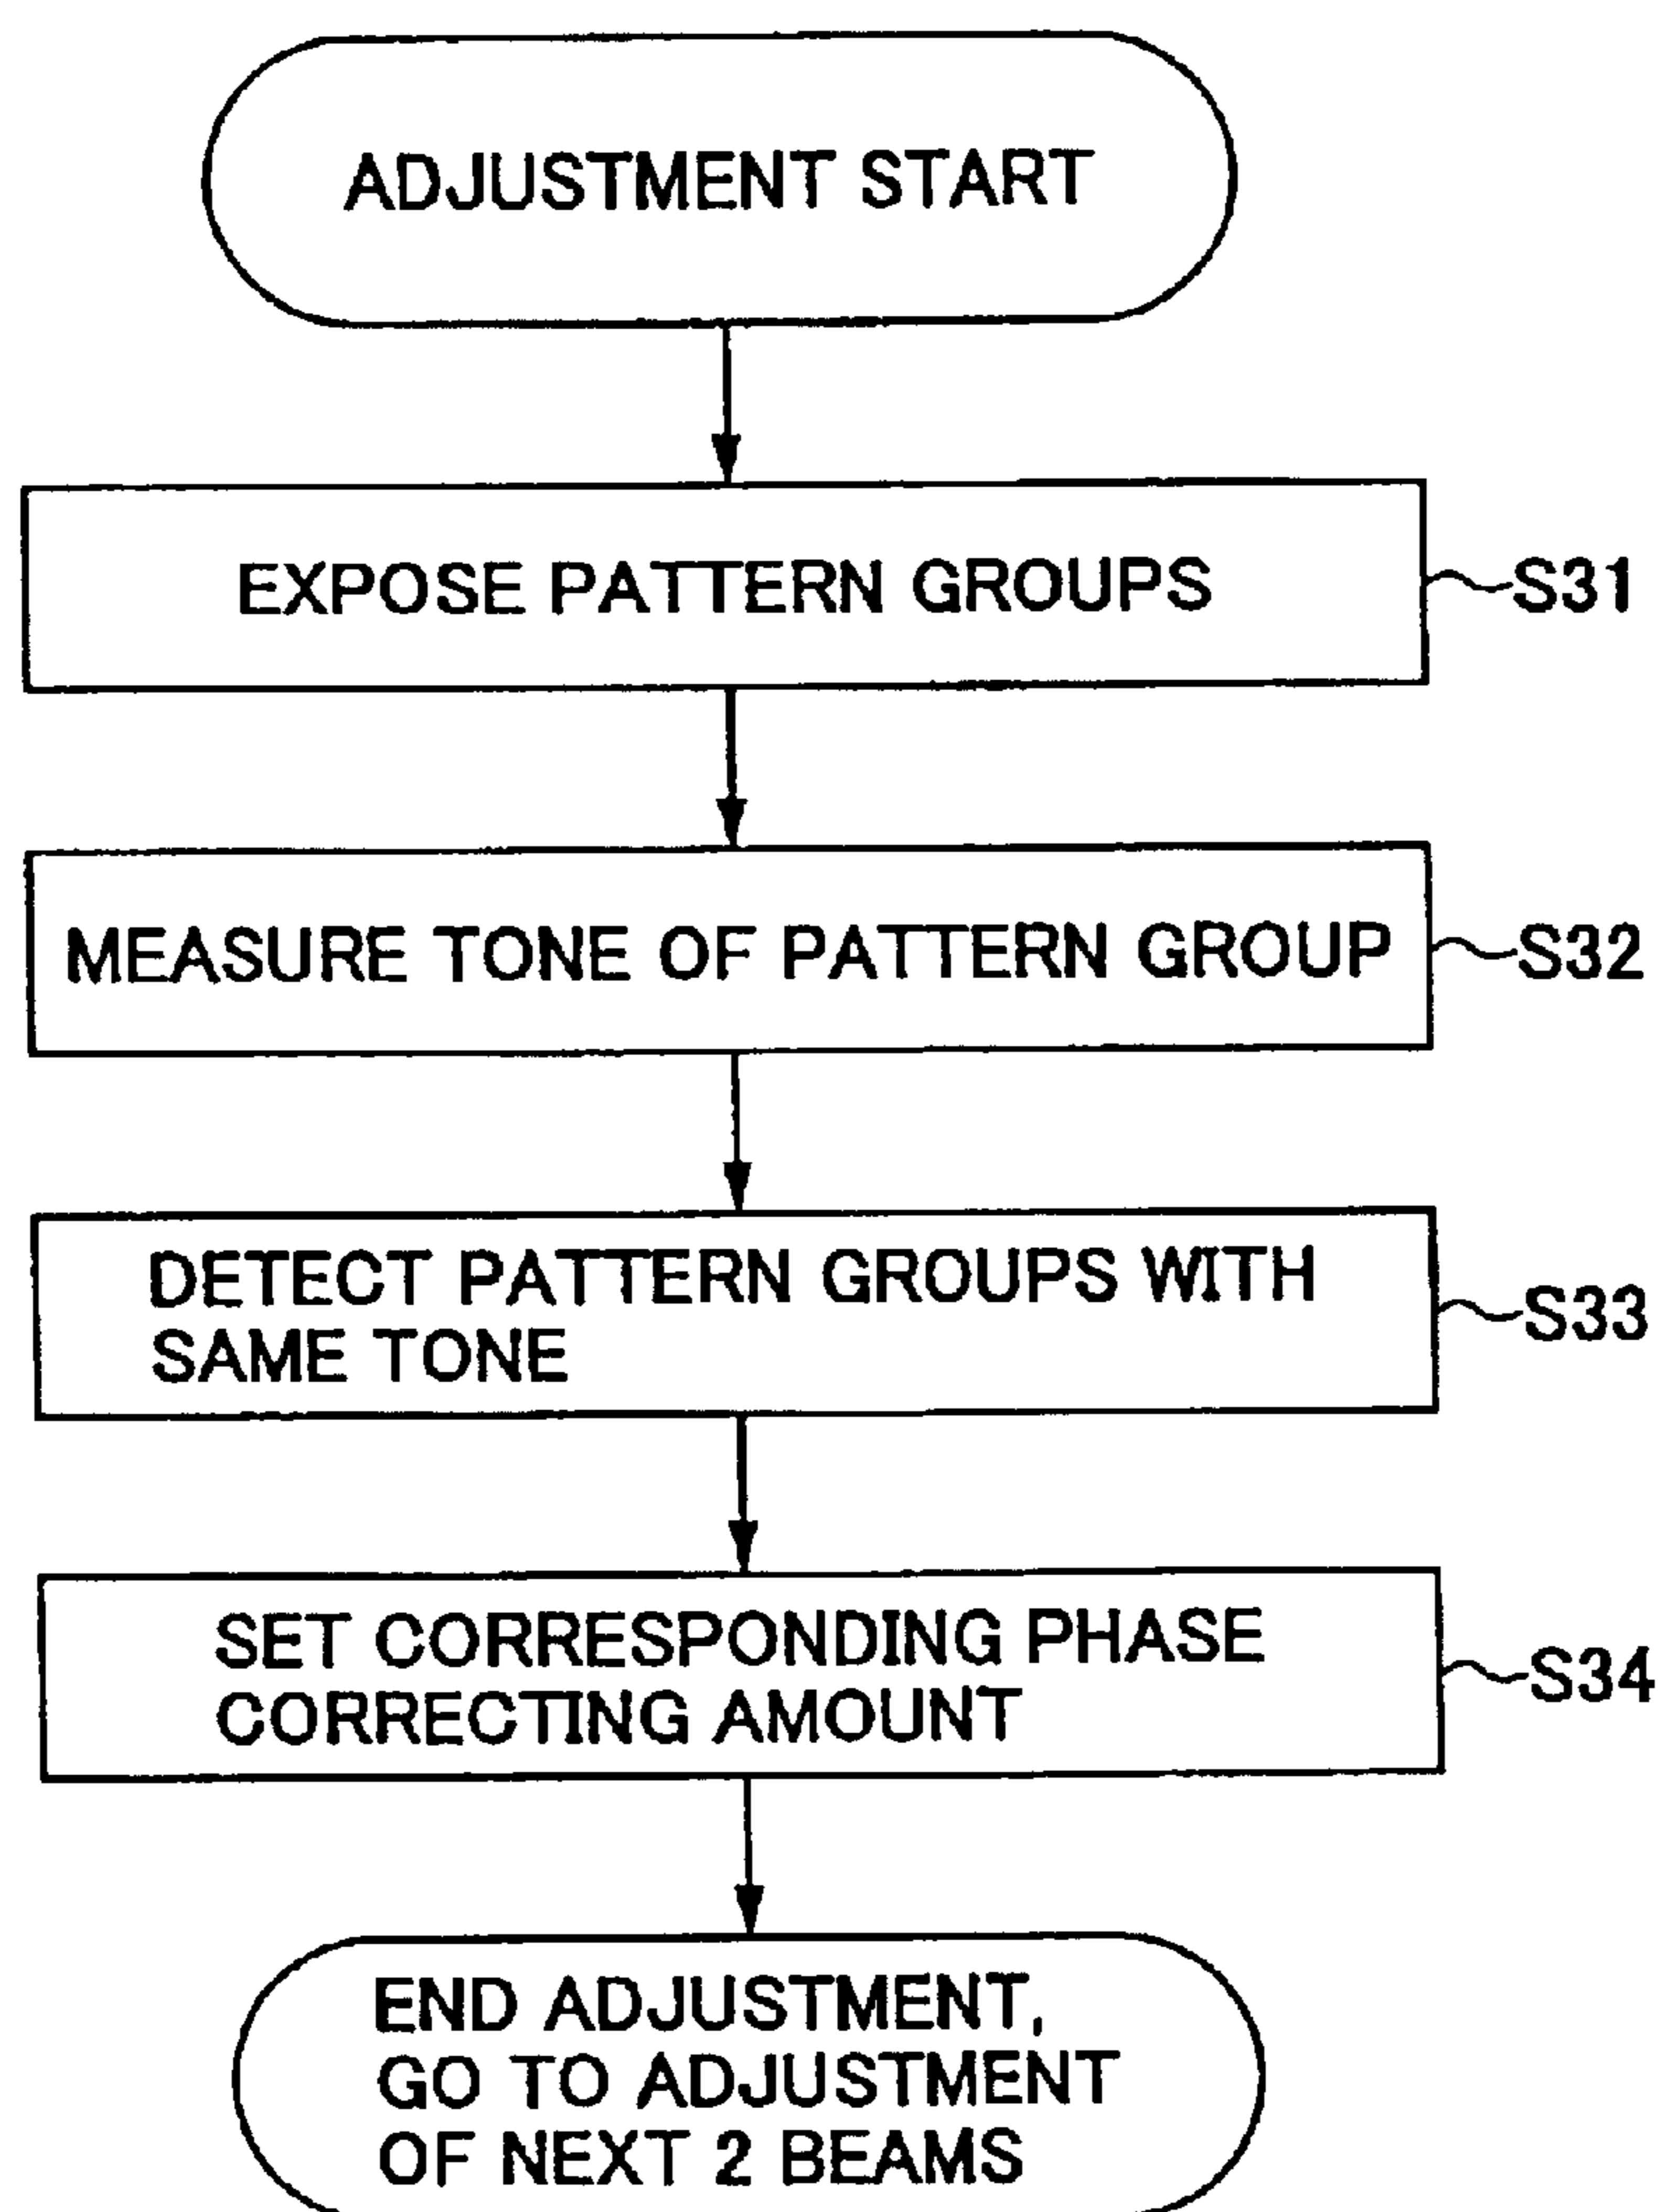 ADJUSTMENT START
EXPOSE PATTERN GROUPS
S31
MEASURE TONE OF PATTERN GROUP
S32
DETECT PATTERN GROUPS WITH
SAME TONE
S33
SET CORRESPONDING PHASE
CORRECTING AMOUNT
S34
END ADJUSTMENT,
GO TO ADJUSTMENT
OF NEXT 2 BEAMS